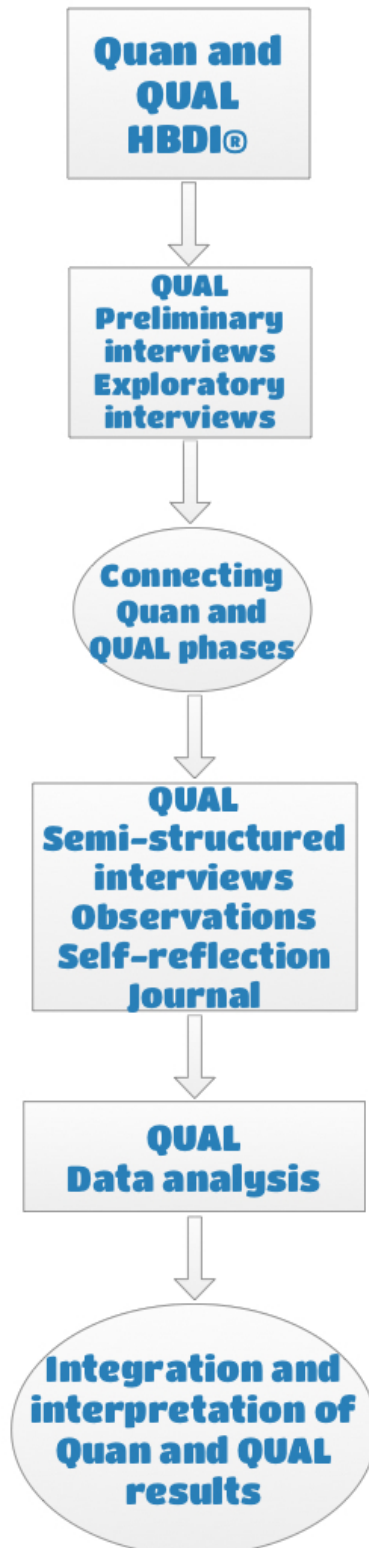 Quan and
QUAL
HBDI®
QUAL
Preliminary
interviews
Exploratory
interviews
Connecting
Quan and
QUAL phases
QUAL
Semi-structured
interviews
Observations
Self-reflection
Journal
QUAL
Data analysis
Integration and
interpretation of
Quan and QUAL
results